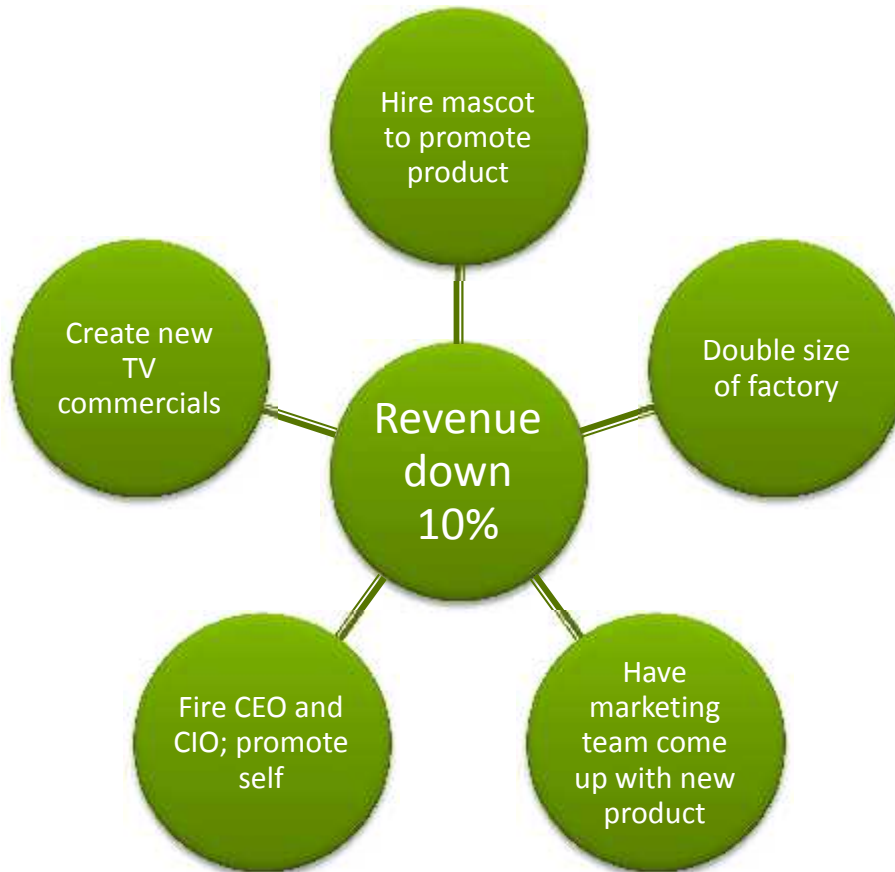 Hire mascot
to promote
product
Create new
TV
commercials
Double size
of factory
Revenue
down
10%
Fire CEO and
CIO; promote
self
Have
marketing
team come
up with new
product